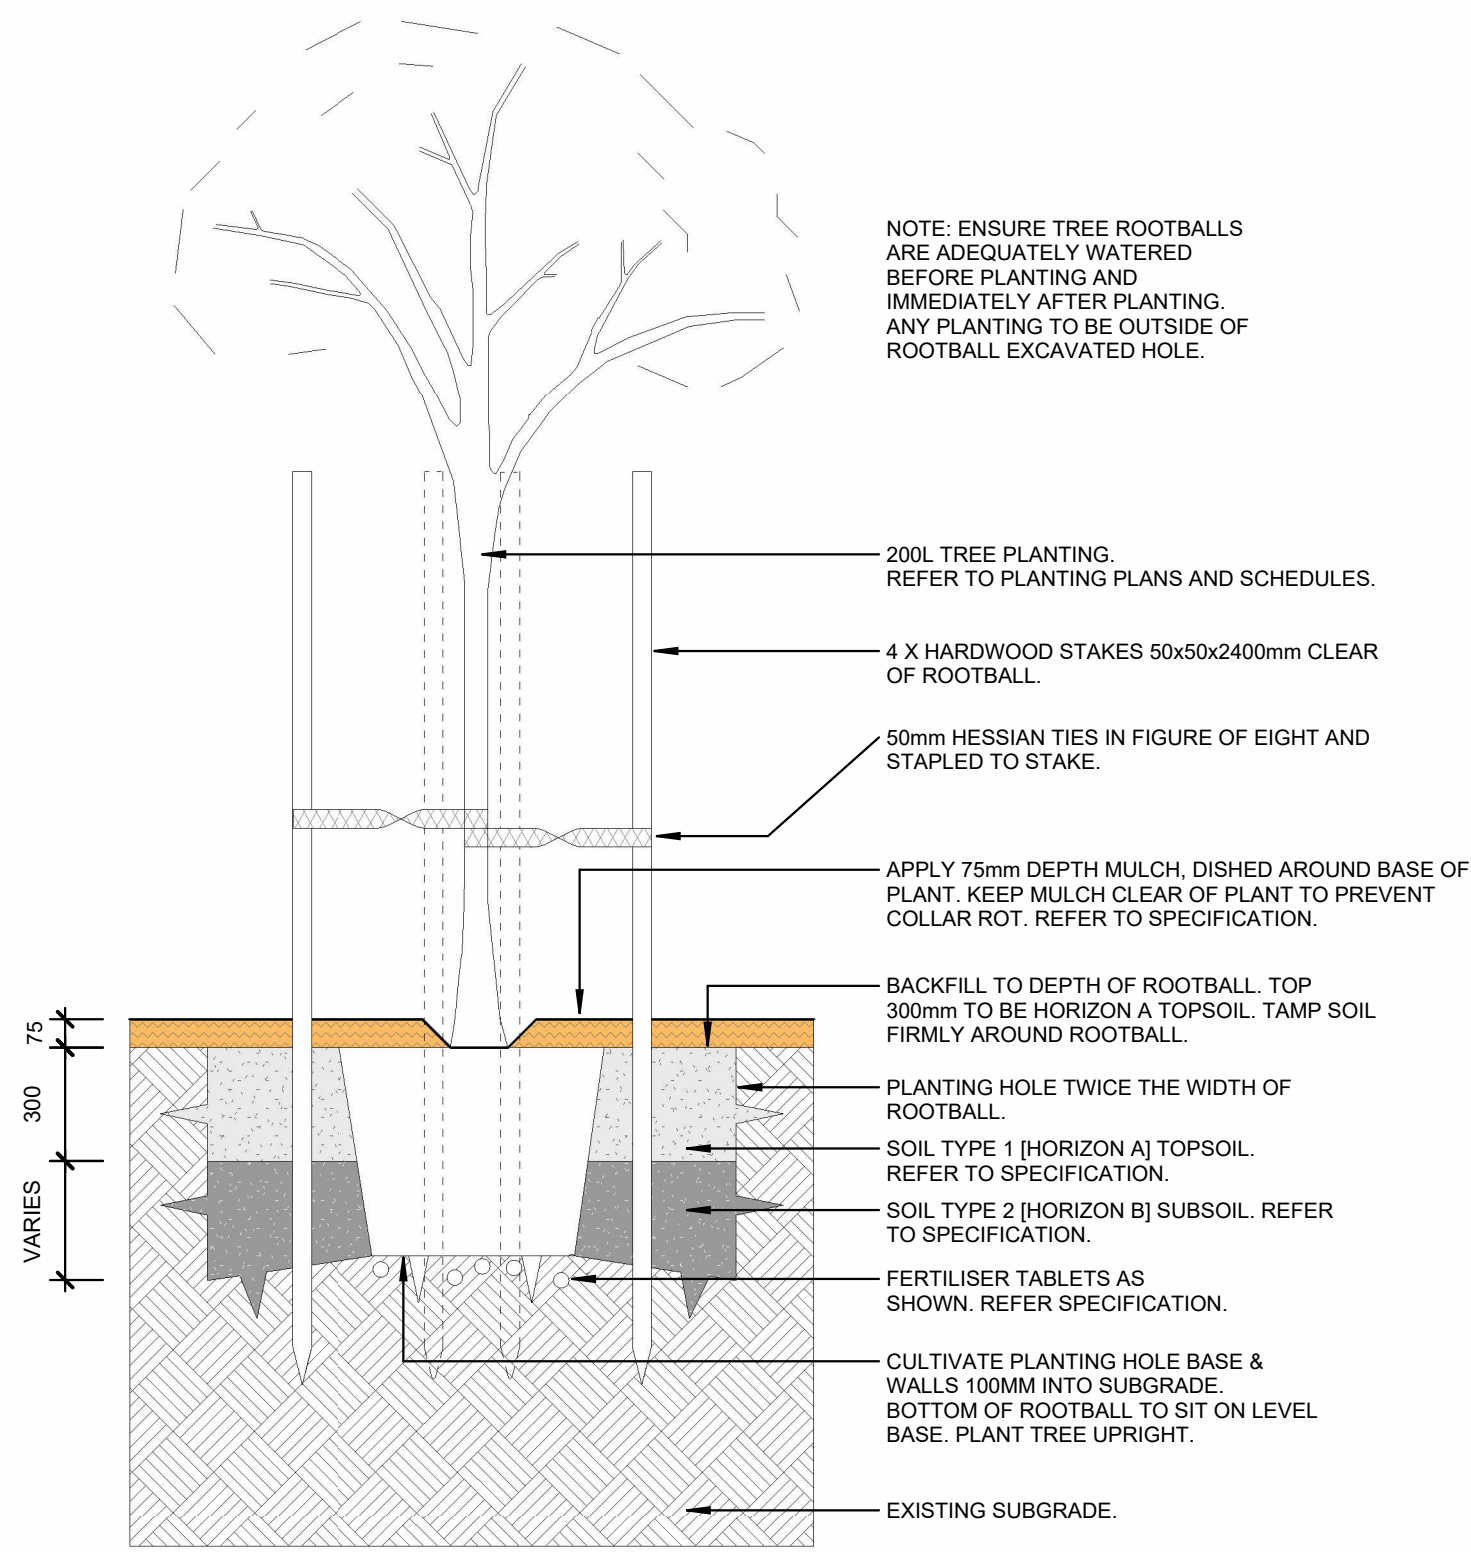 NOTE: ENSURE TREE ROOTBALLS
ARE ADEQUATELY WATERED
BEFORE PLANTING AND
IMMEDIATELY AFTER PLANTING.
ANY PLANTING TO BE OUTSIDE OF
ROOTBALL EXCAVATED HOLE.
200L TREE PLANTING.
REFER TO PLANTING PLANS AND SCHEDULES.
4 X HARDWOOD STAKES 50x50x2400mm CLEAR
OF ROOTBALL.
50mm HESSIAN TIES IN FIGURE OF EIGHT AND
STAPLED TO STAKE.
APPLY 75mm DEPTH MULCH, DISHED AROUND BASE OF
PLANT. KEEP MULCH CLEAR OF PLANT TO PREVENT
COLLAR ROT. REFER TO SPECIFICATION.
BACKFILL TO DEPTH OF ROOTBALL. TOP
300mm TO BE HORIZON A TOPSOIL. TAMP SOIL
FIRMLY AROUND ROOTBALL.
PLANTING HOLE TWICE THE WIDTH OF
ROOTBALL.
SOIL TYPE 1 [HORIZON A] TOPSOIL.
REFER TO SPECIFICATION.
SOIL TYPE 2 [HORIZON B] SUBSOIL. REFER
TO SPECIFICATION.
FERTILISER TABLETS AS
SHOWN. REFER SPECIFICATION.
CULTIVATE PLANTING HOLE BASE &
WALLS 100MM INTO SUBGRADE.
BOTTOM OF ROOTBALL TO SIT ON LEVEL
BASE. PLANT TREE UPRIGHT.
EXISTING SUBGRADE.
75
300
VARIES